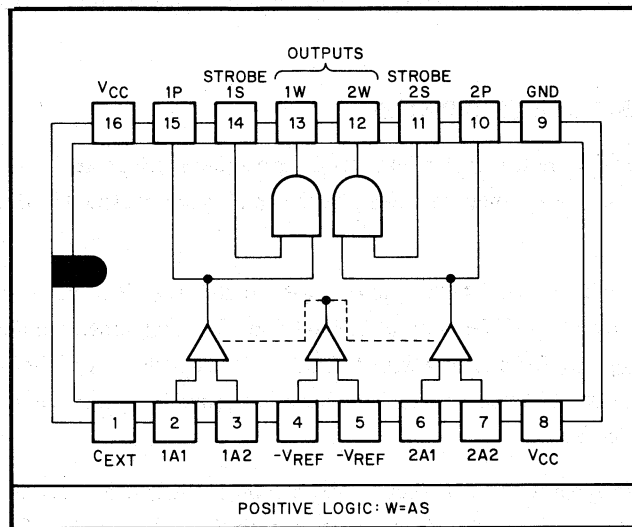 OUTPUTS
STROBE STROBE
VCC 1P 1S 1W 2W 2S 2P GND
16 15 14 13 12 11 10 9
1 2 3 4 5 6 7 8
CEXT 1A1 1A2 -VREF -VREF 2A1 2A2 VCC
POSITIVE LOGIC: W=AS